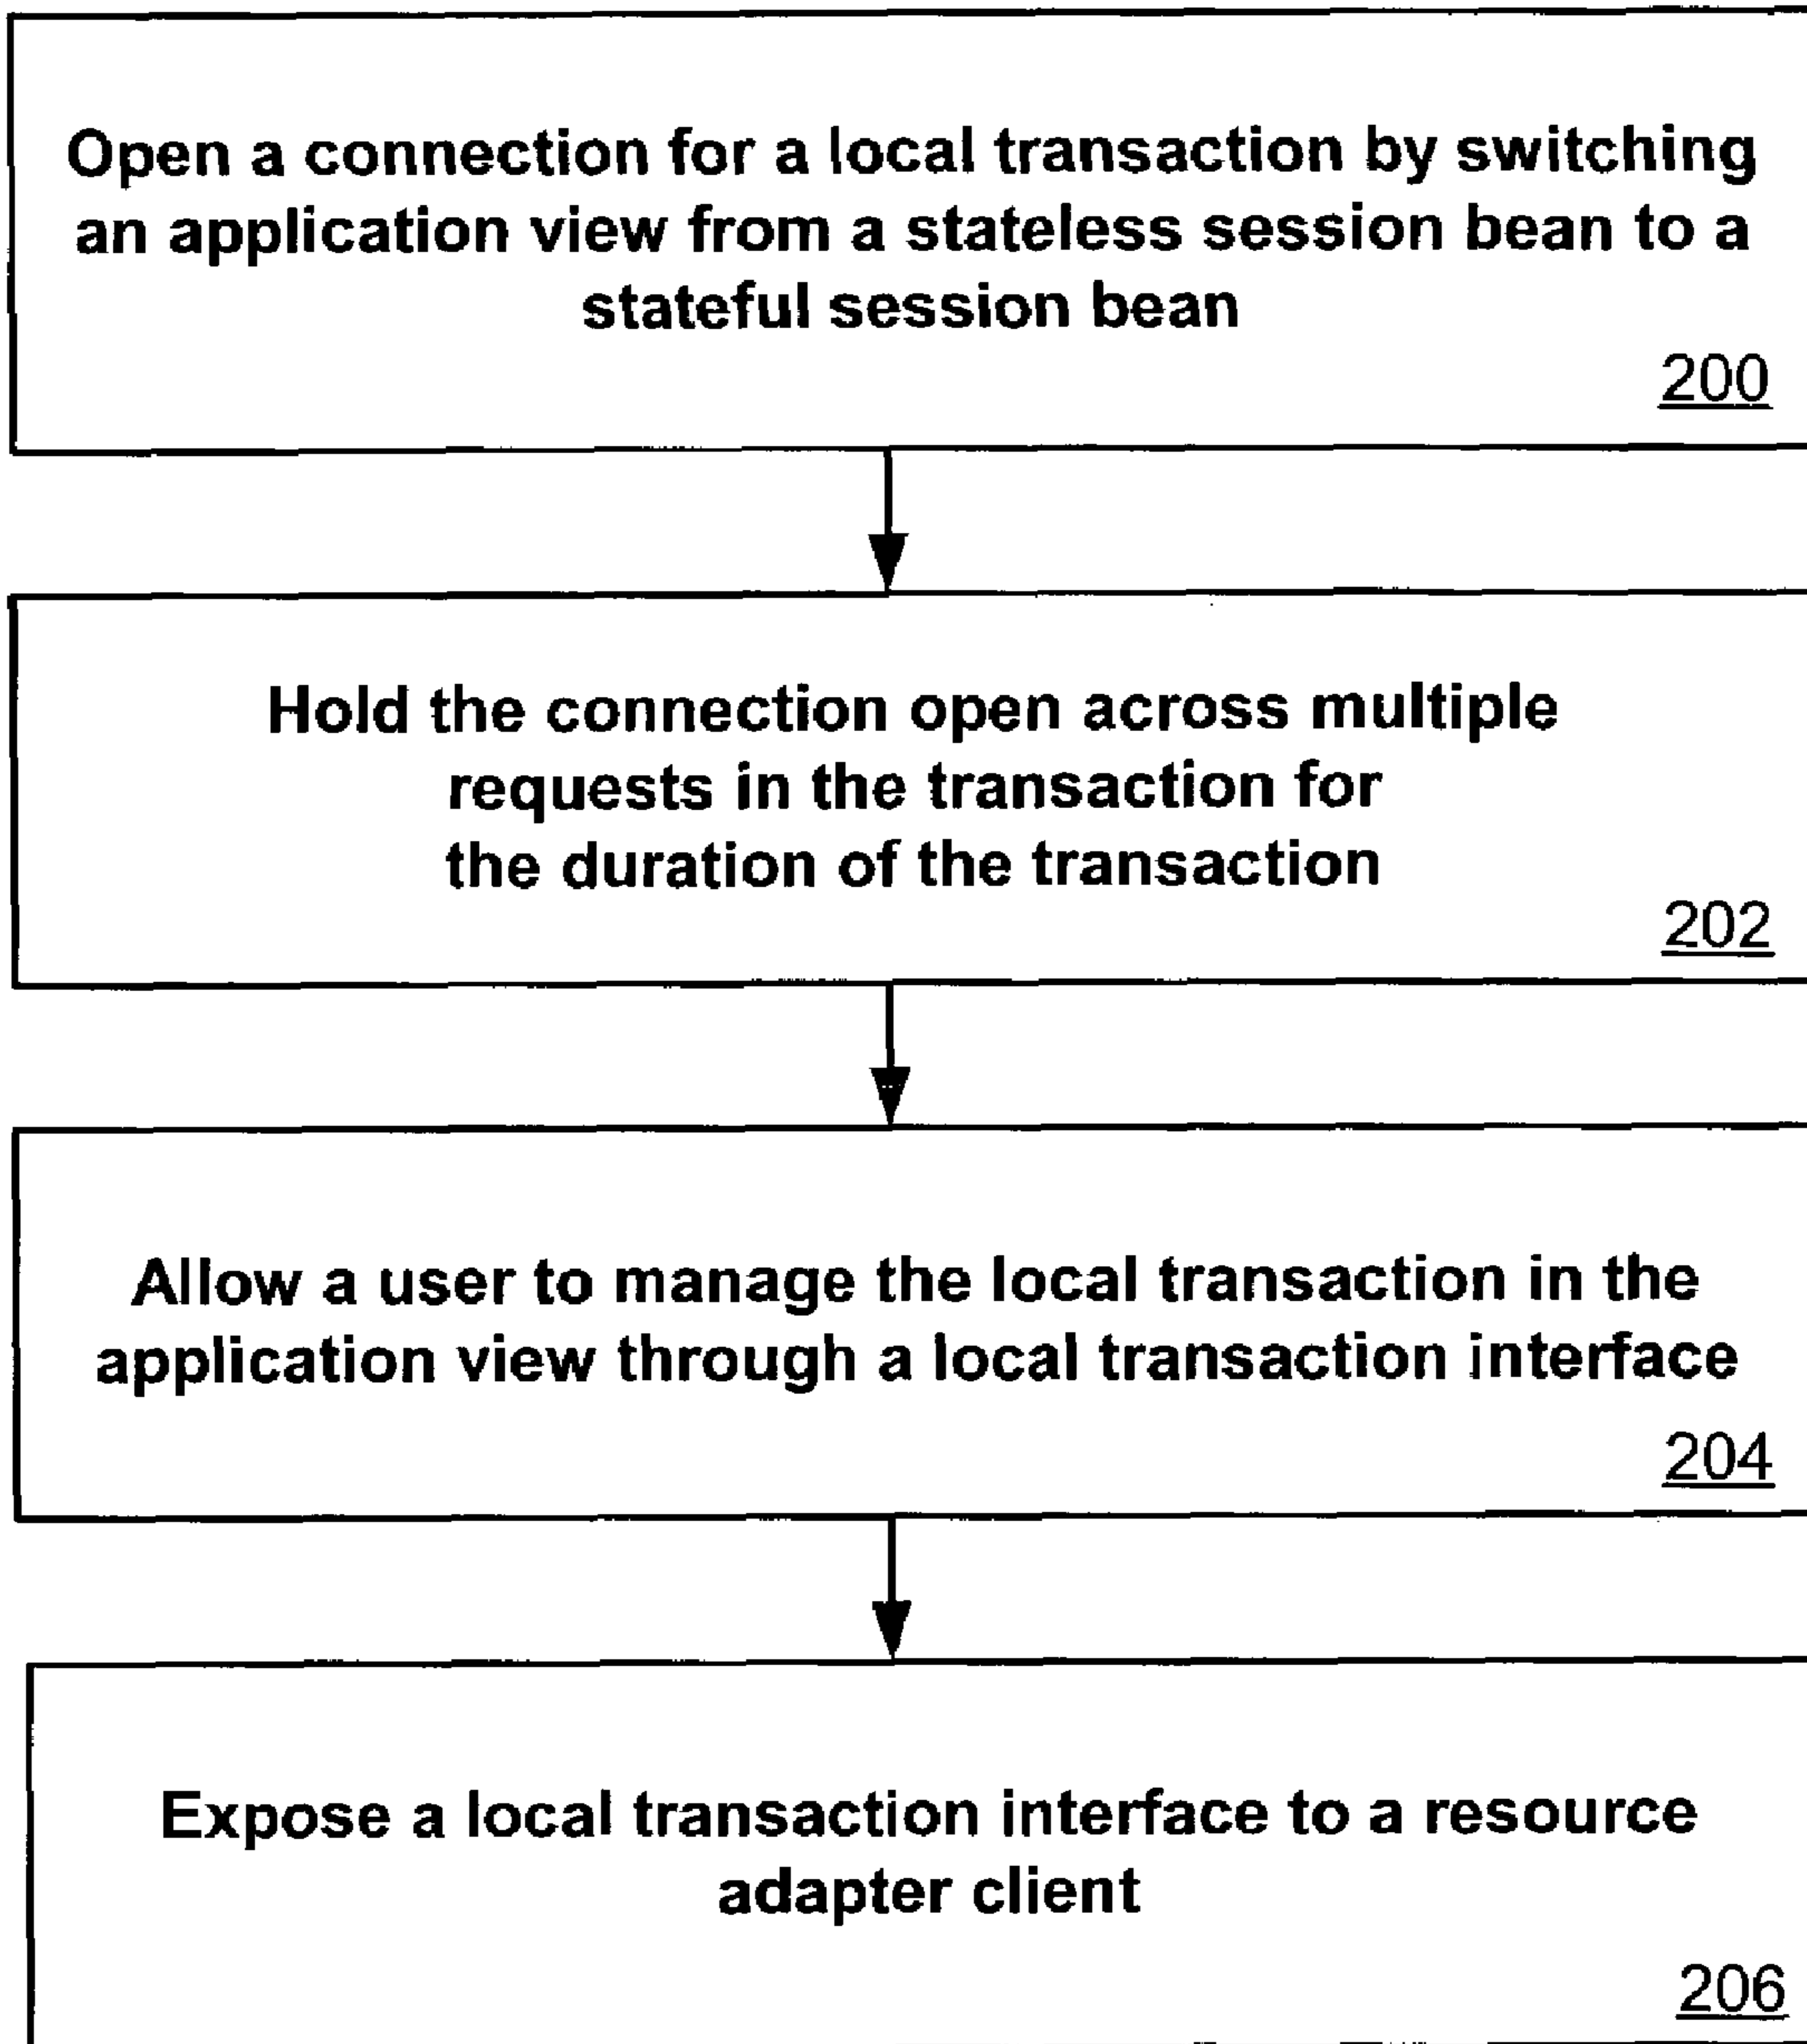 Open a connection for a local transaction by switching
an application view from a stateless session bean to a
stateful session bean
200
Hold the connection open across multiple
requests in the transaction for
the duration of the transaction
202
Allow a user to manage the local transaction in the
application view through a local transaction interface
204
Expose a local transaction interface to a resource
adapter client
206